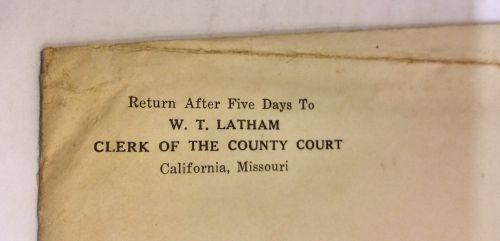 Return After Five Days To
W. T. LATHAM
CLERK OF THE COUNTY COURT
California, Missouri